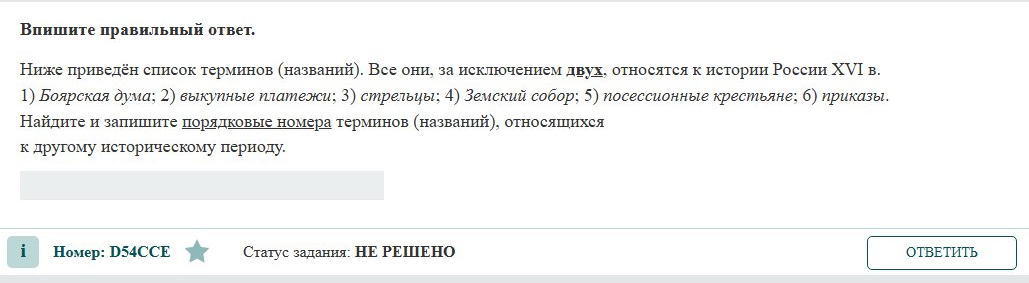 Впишите правильный ответ.
Ниже приведён список терминов (названий). Все они, за исключением двух, относятся к истории России XVI в.
1) Боярская дума; 2) выкупные платежи; 3) стрельцы; 4) Земский собор; 5) посессионные крестьяне; 6) приказы.
Найдите и запишите порядковые номера терминов (названий), относящихся
к другому историческому периоду.
i Номер: D54CCE Статус задания: НЕ РЕШЕНО ОТВЕТИТЬ